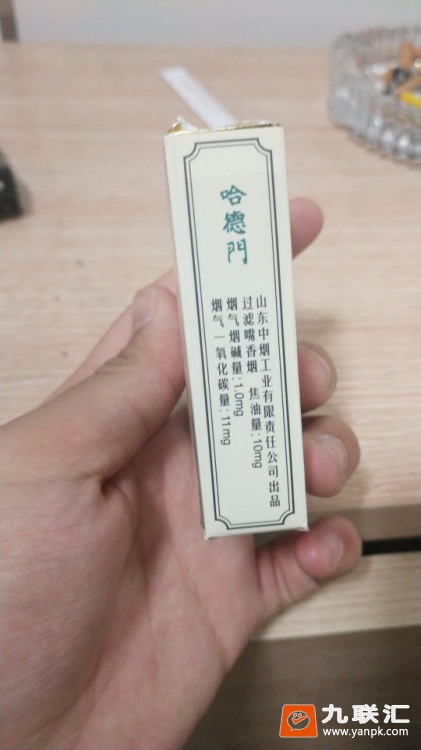 哈德門
山东中烟工业有限责任公司出品
过滤嘴香烟 焦油量:10mg
烟气烟碱量:1.0mg
烟气一氧化碳量:11mg
九联汇
www.yanpk.com